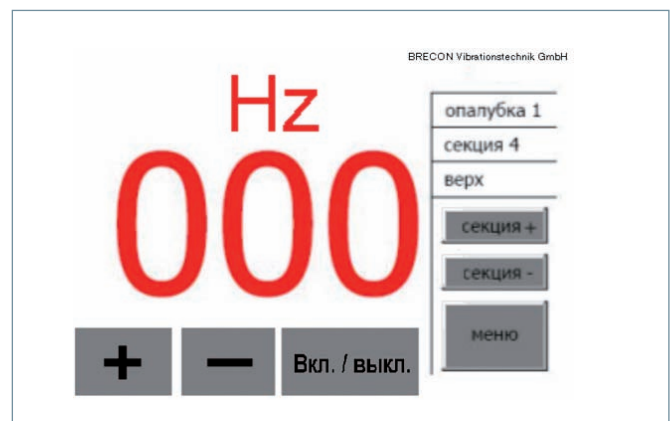 BRECON Vibrationstechnik GmbH
Hz
000
опалубка 1
секция 4
верх
секция +
секция -
меню
+
−
Вкл. / выкл.